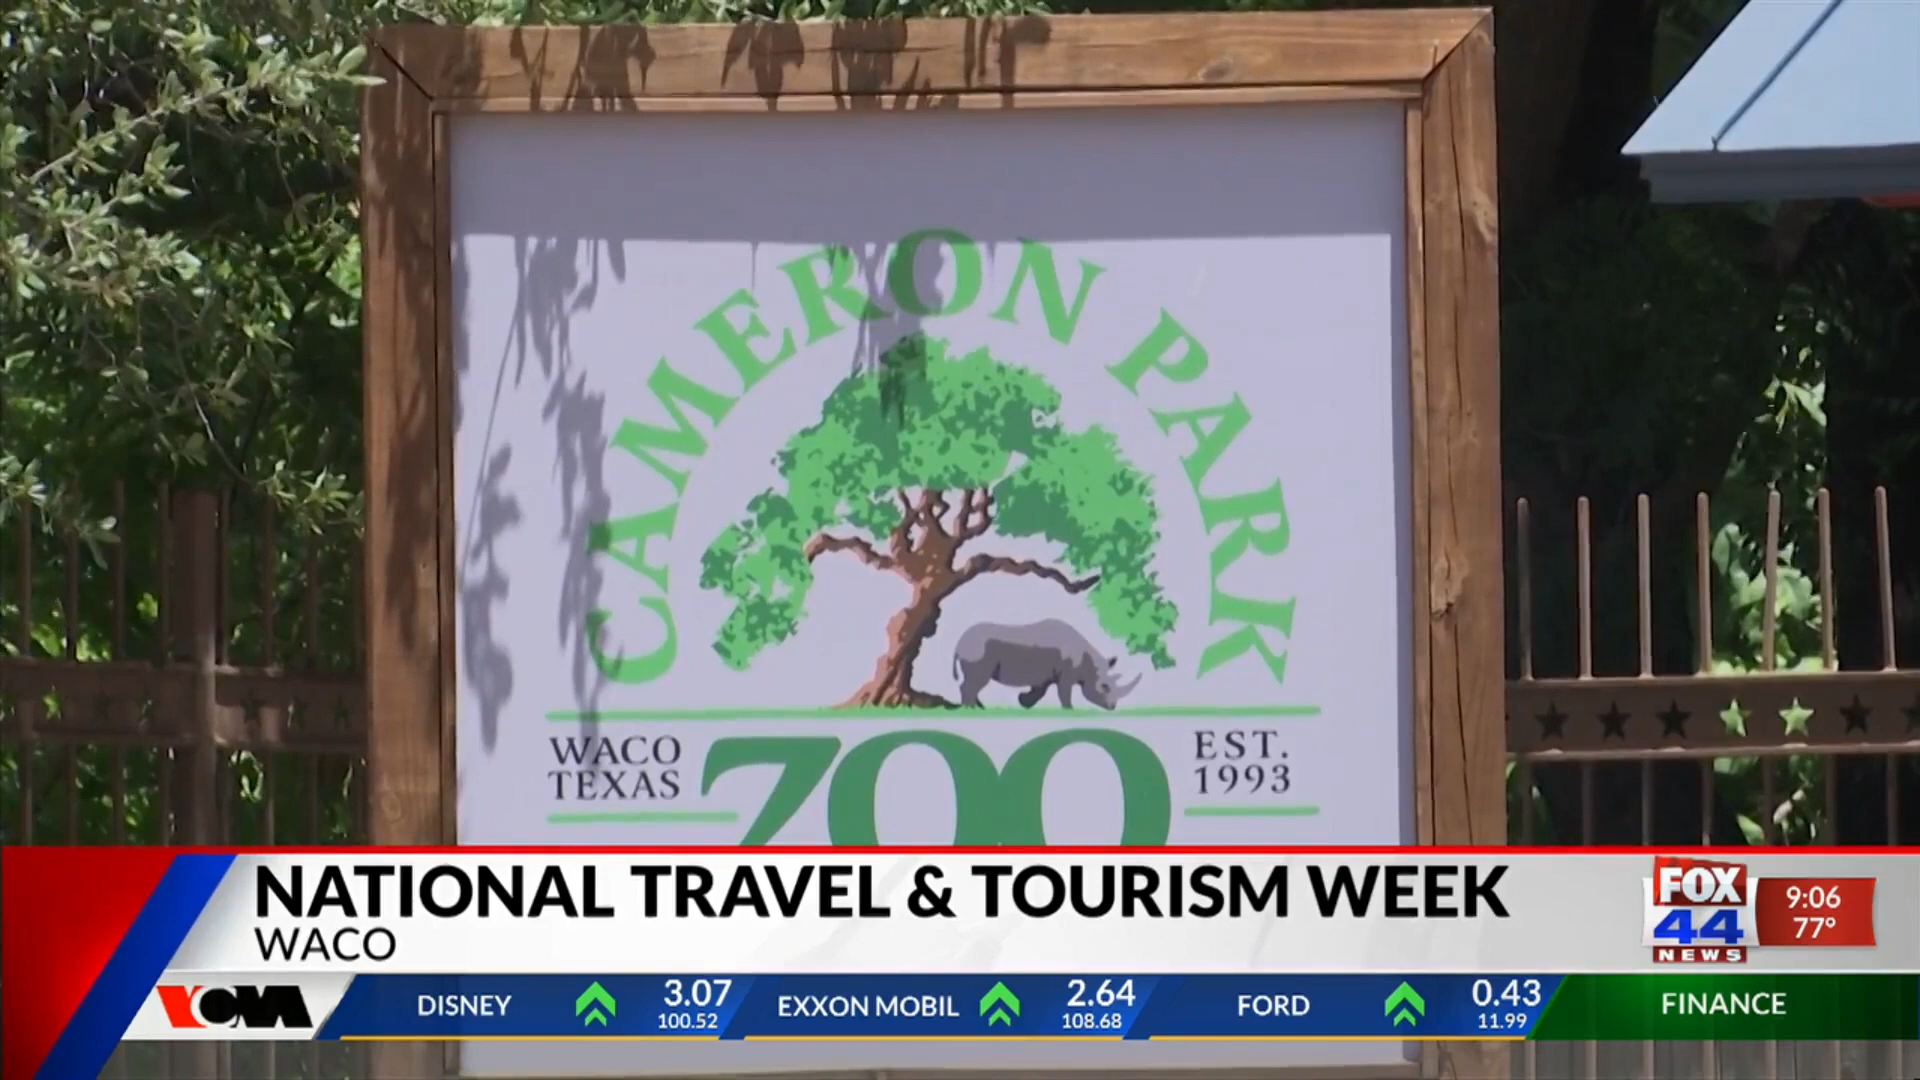 CAMERON PARK
WACO
TEXAS
ZOO
EST.
1993
NATIONAL TRAVEL & TOURISM WEEK
WACO
FOX
44
NEWS
9:06
77°
DISNEY
3.07
100.52
EXXON MOBIL
2.64
108.68
FORD
0.43
11.99
FINANCE